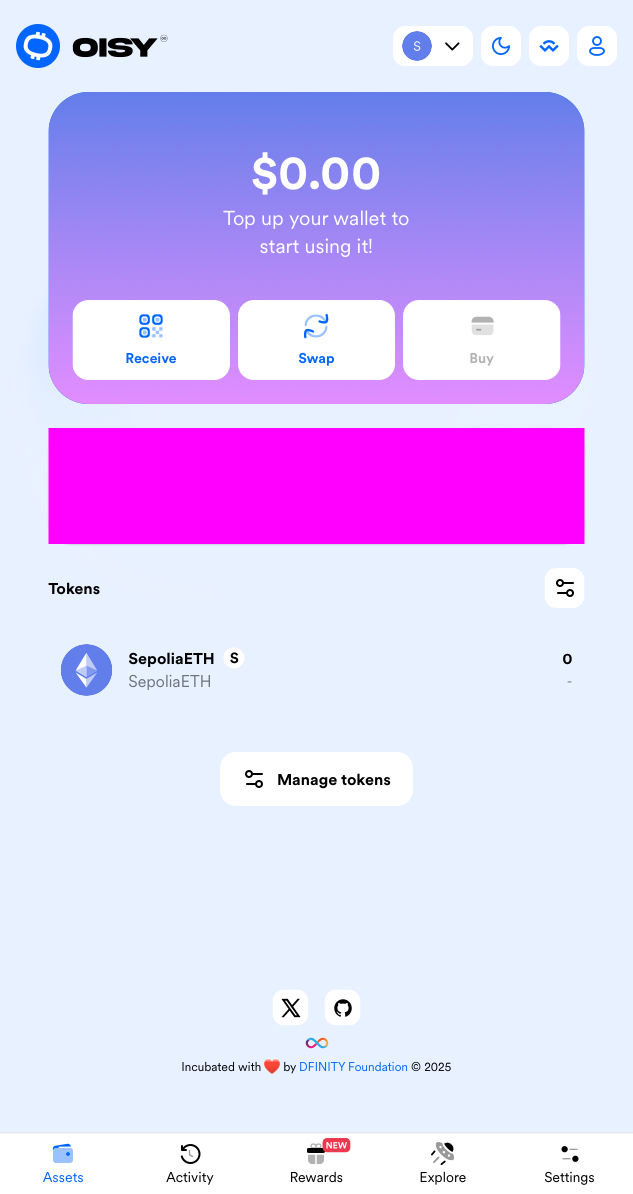 OISY
S
$0.00
Top up your wallet to
start using it!
Receive
Swap
Buy
Tokens
SepoliaETH S
0
SepoliaETH
-
Manage tokens
Incubated with ❤️ by DFINITY Foundation © 2025
NEW
Assets
Activity
Rewards
Explore
Settings